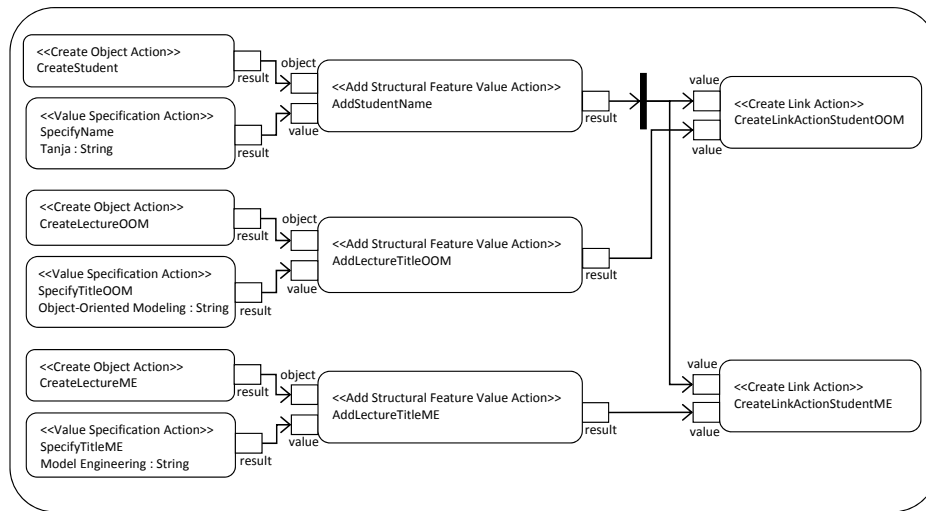 <<Create Object Action>>
CreateStudent
result
object
<<Value Specification Action>>
SpecifyName
Tanja : String
result
value
<<Add Structural Feature Value Action>>
AddStudentName
result
value
value
<<Create Link Action>>
CreateLinkActionStudentOOM
<<Create Object Action>>
CreateLectureOOM
result
object
<<Value Specification Action>>
SpecifyTitleOOM
Object-Oriented Modeling : String
result
value
<<Add Structural Feature Value Action>>
AddLectureTitleOOM
result
<<Create Object Action>>
CreateLectureME
result
object
<<Value Specification Action>>
SpecifyTitleME
Model Engineering : String
result
value
<<Add Structural Feature Value Action>>
AddLectureTitleME
result
value
value
<<Create Link Action>>
CreateLinkActionStudentME